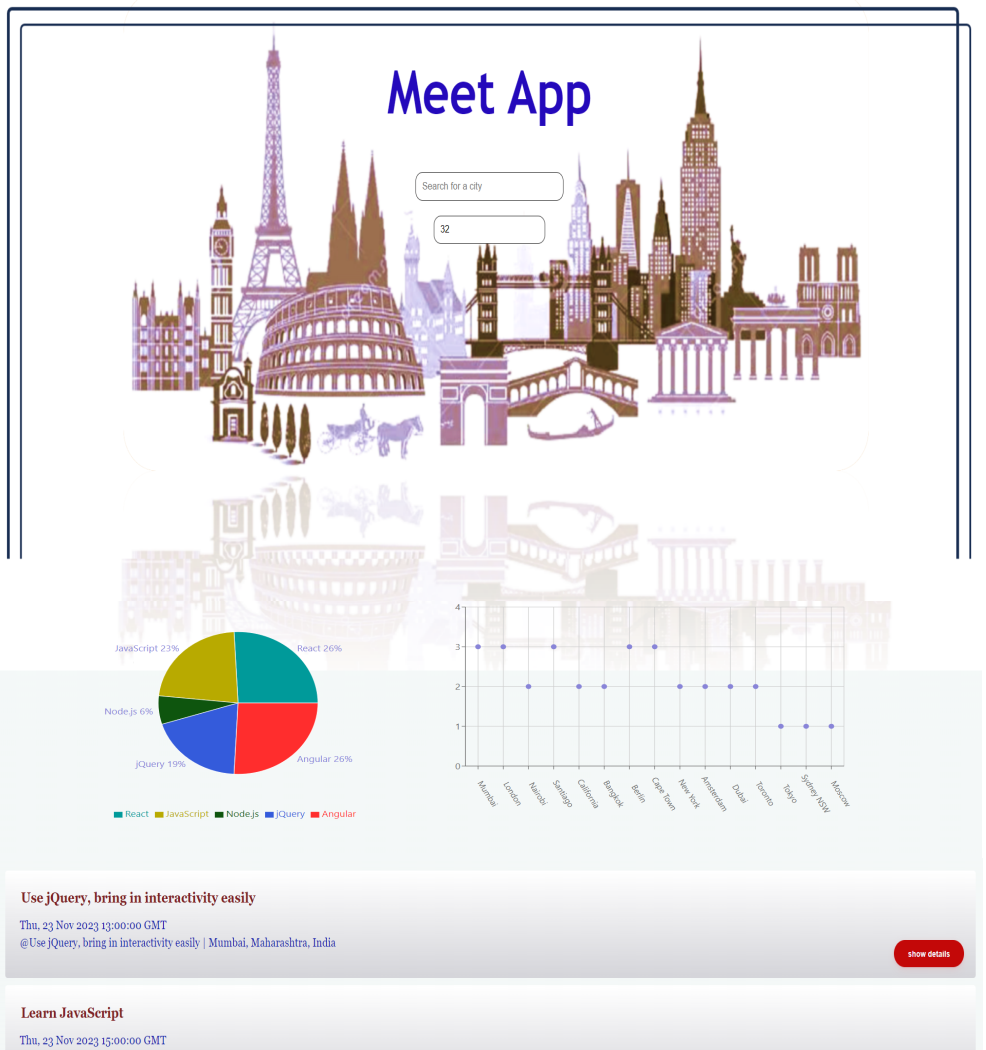 Meet App
Search for a city
32
JavaScript 23%
React 26%
Node.js 6%
jQuery 19%
Angular 26%
React JavaScript Node.js jQuery Angular
4
3
2
1
0
Mumbai London Nairobi Santiago California Bangkok Berlin Cape Town New York Amsterdam Dubai Toronto Tokyo Sydney NSW Moscow
Use jQuery, bring in interactivity easily
Thu, 23 Nov 2023 13:00:00 GMT
@Use jQuery, bring in interactivity easily | Mumbai, Maharashtra, India
show details
Learn JavaScript
Thu, 23 Nov 2023 15:00:00 GMT